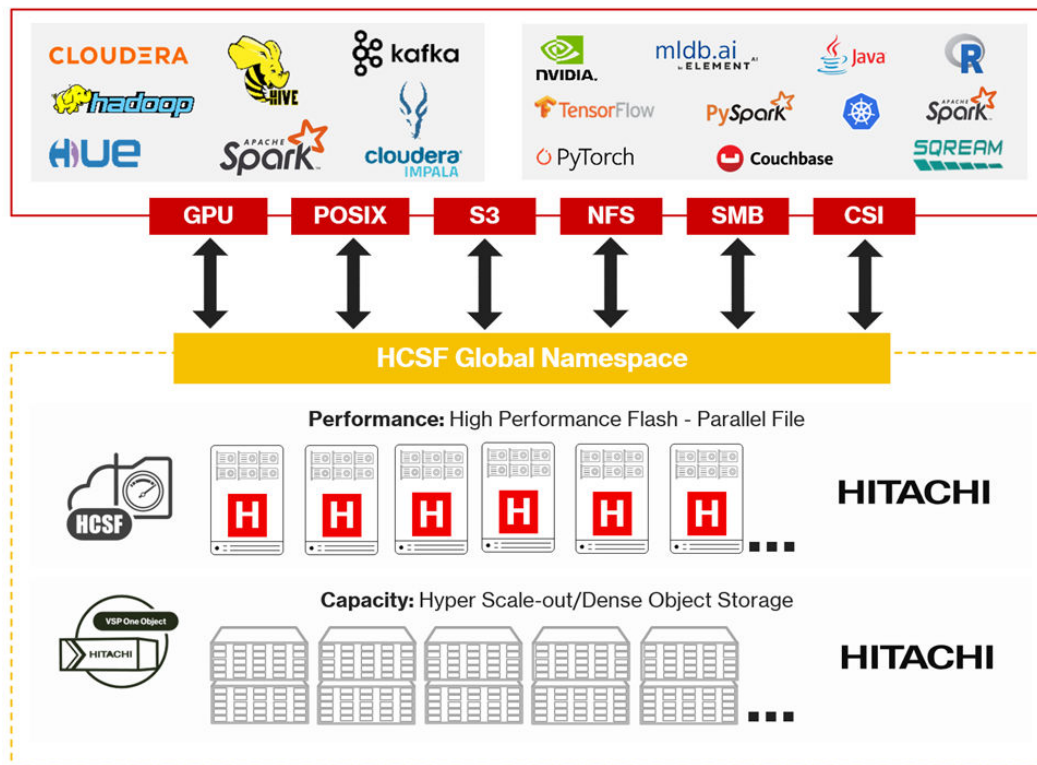 CLOUDERA
HIVE
kafka
hadoop
HUE
APACHE
Spark
cloudera
IMPALA
NVIDIA.
mldb.ai
by ELEMENT AI
Java
R
TensorFlow
PySpark
APACHE
Spark
PyTorch
Couchbase
SQREAM
GPU
POSIX
S3
NFS
SMB
CSI
HCSF Global Namespace
Performance: High Performance Flash - Parallel File
HCSF
H
H
H
H
H
H
HITACHI
Capacity: Hyper Scale-out/Dense Object Storage
VSP One Object
HITACHI
HITACHI